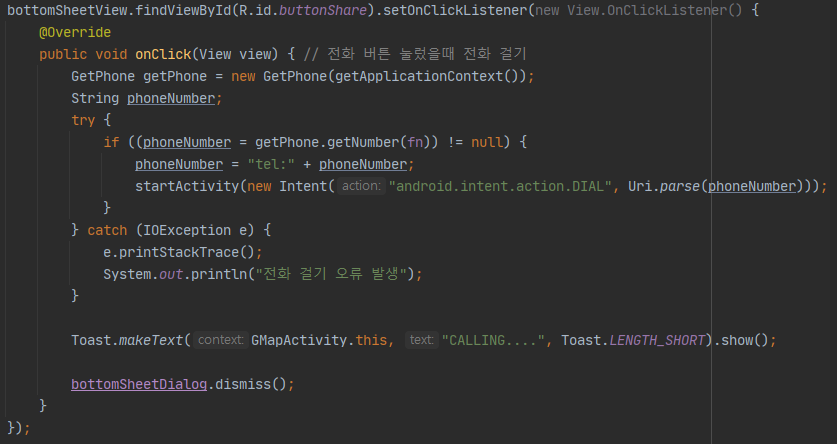 bottomSheetView.findViewById(R.id.buttonShare).setOnClickListener(new View.OnClickListener() {
@Override
public void onClick(View view) { // 전화 버튼 눌렀을때 전화 걸기
GetPhone getPhone = new GetPhone(getApplicationContext());
String phoneNumber;
try {
if ((phoneNumber = getPhone.getNumber(fn)) != null) {
phoneNumber = "tel:" + phoneNumber;
startActivity(new Intent( action: "android.intent.action.DIAL", Uri.parse(phoneNumber)));
}
} catch (IOException e) {
e.printStackTrace();
System.out.println("전화 걸기 오류 발생");
}
Toast.makeText( context: GMapActivity.this, text: "CALLING....", Toast.LENGTH_SHORT).show();
bottomSheetDialog.dismiss();
}
});